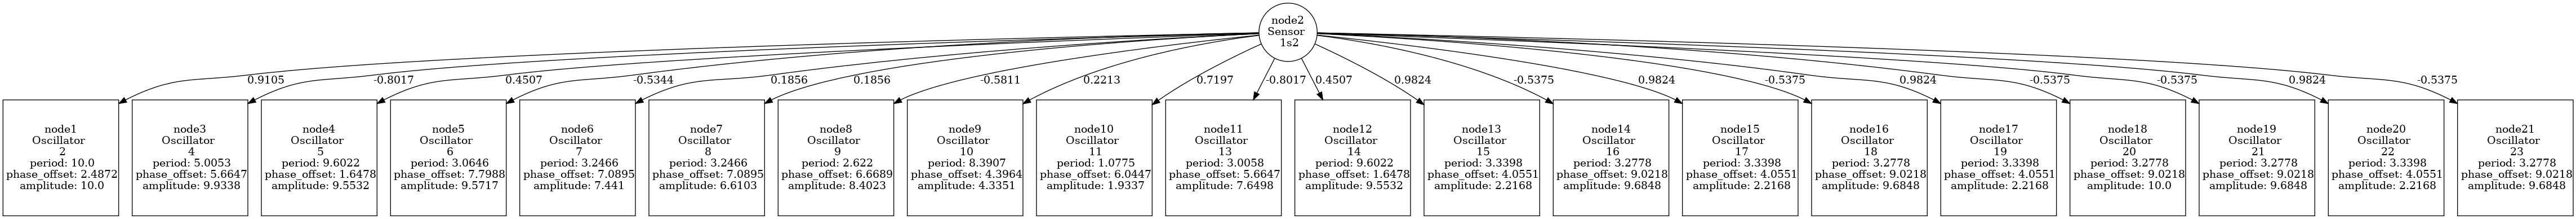 node2
Sensor
1s2
0.9105
-0.8017
0.4507
-0.5344
0.1856
0.1856
-0.5811
0.2213
0.7197
-0.8017
0.4507
0.9824
-0.5375
0.9824
-0.5375
0.9824
-0.5375
-0.5375
0.9824
-0.5375
node1
Oscillator
2
period: 10.0
phase_offset: 2.4872
amplitude: 10.0
node3
Oscillator
4
period: 5.0053
phase_offset: 5.6647
amplitude: 9.9338
node4
Oscillator
5
period: 9.6022
phase_offset: 1.6478
amplitude: 9.5532
node5
Oscillator
6
period: 3.0646
phase_offset: 7.7988
amplitude: 9.5717
node6
Oscillator
7
period: 3.2466
phase_offset: 7.0895
amplitude: 7.441
node7
Oscillator
8
period: 3.2466
phase_offset: 7.0895
amplitude: 6.6103
node8
Oscillator
9
period: 2.622
phase_offset: 6.6689
amplitude: 8.4023
node9
Oscillator
10
period: 8.3907
phase_offset: 4.3964
amplitude: 4.3351
node10
Oscillator
11
period: 1.0775
phase_offset: 6.0447
amplitude: 1.9337
node11
Oscillator
13
period: 3.0058
phase_offset: 5.6647
amplitude: 7.6498
node12
Oscillator
14
period: 9.6022
phase_offset: 1.6478
amplitude: 9.5532
node13
Oscillator
15
period: 3.3398
phase_offset: 4.0551
amplitude: 2.2168
node14
Oscillator
16
period: 3.2778
phase_offset: 9.0218
amplitude: 9.6848
node15
Oscillator
17
period: 3.3398
phase_offset: 4.0551
amplitude: 2.2168
node16
Oscillator
18
period: 3.2778
phase_offset: 9.0218
amplitude: 9.6848
node17
Oscillator
19
period: 3.3398
phase_offset: 4.0551
amplitude: 2.2168
node18
Oscillator
20
period: 3.2778
phase_offset: 9.0218
amplitude: 10.0
node19
Oscillator
21
period: 3.2778
phase_offset: 9.0218
amplitude: 9.6848
node20
Oscillator
22
period: 3.3398
phase_offset: 4.0551
amplitude: 2.2168
node21
Oscillator
23
period: 3.2778
phase_offset: 9.0218
amplitude: 9.6848